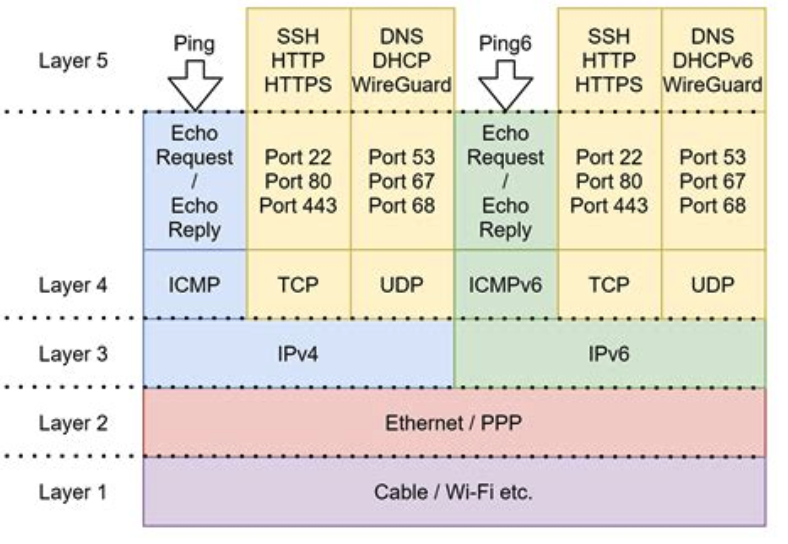 Layer 5
Ping
SSH
HTTP
HTTPS
DNS
DHCP
WireGuard
Ping6
SSH
HTTP
HTTPS
DNS
DHCPv6
WireGuard
Echo
Request
/
Echo
Reply
Port 22
Port 80
Port 443
Port 53
Port 67
Port 68
Echo
Request
/
Echo
Reply
Port 22
Port 80
Port 443
Port 53
Port 67
Port 68
Layer 4
ICMP
TCP
UDP
ICMPv6
TCP
UDP
Layer 3
IPv4
IPv6
Layer 2
Ethernet / PPP
Layer 1
Cable / Wi-Fi etc.